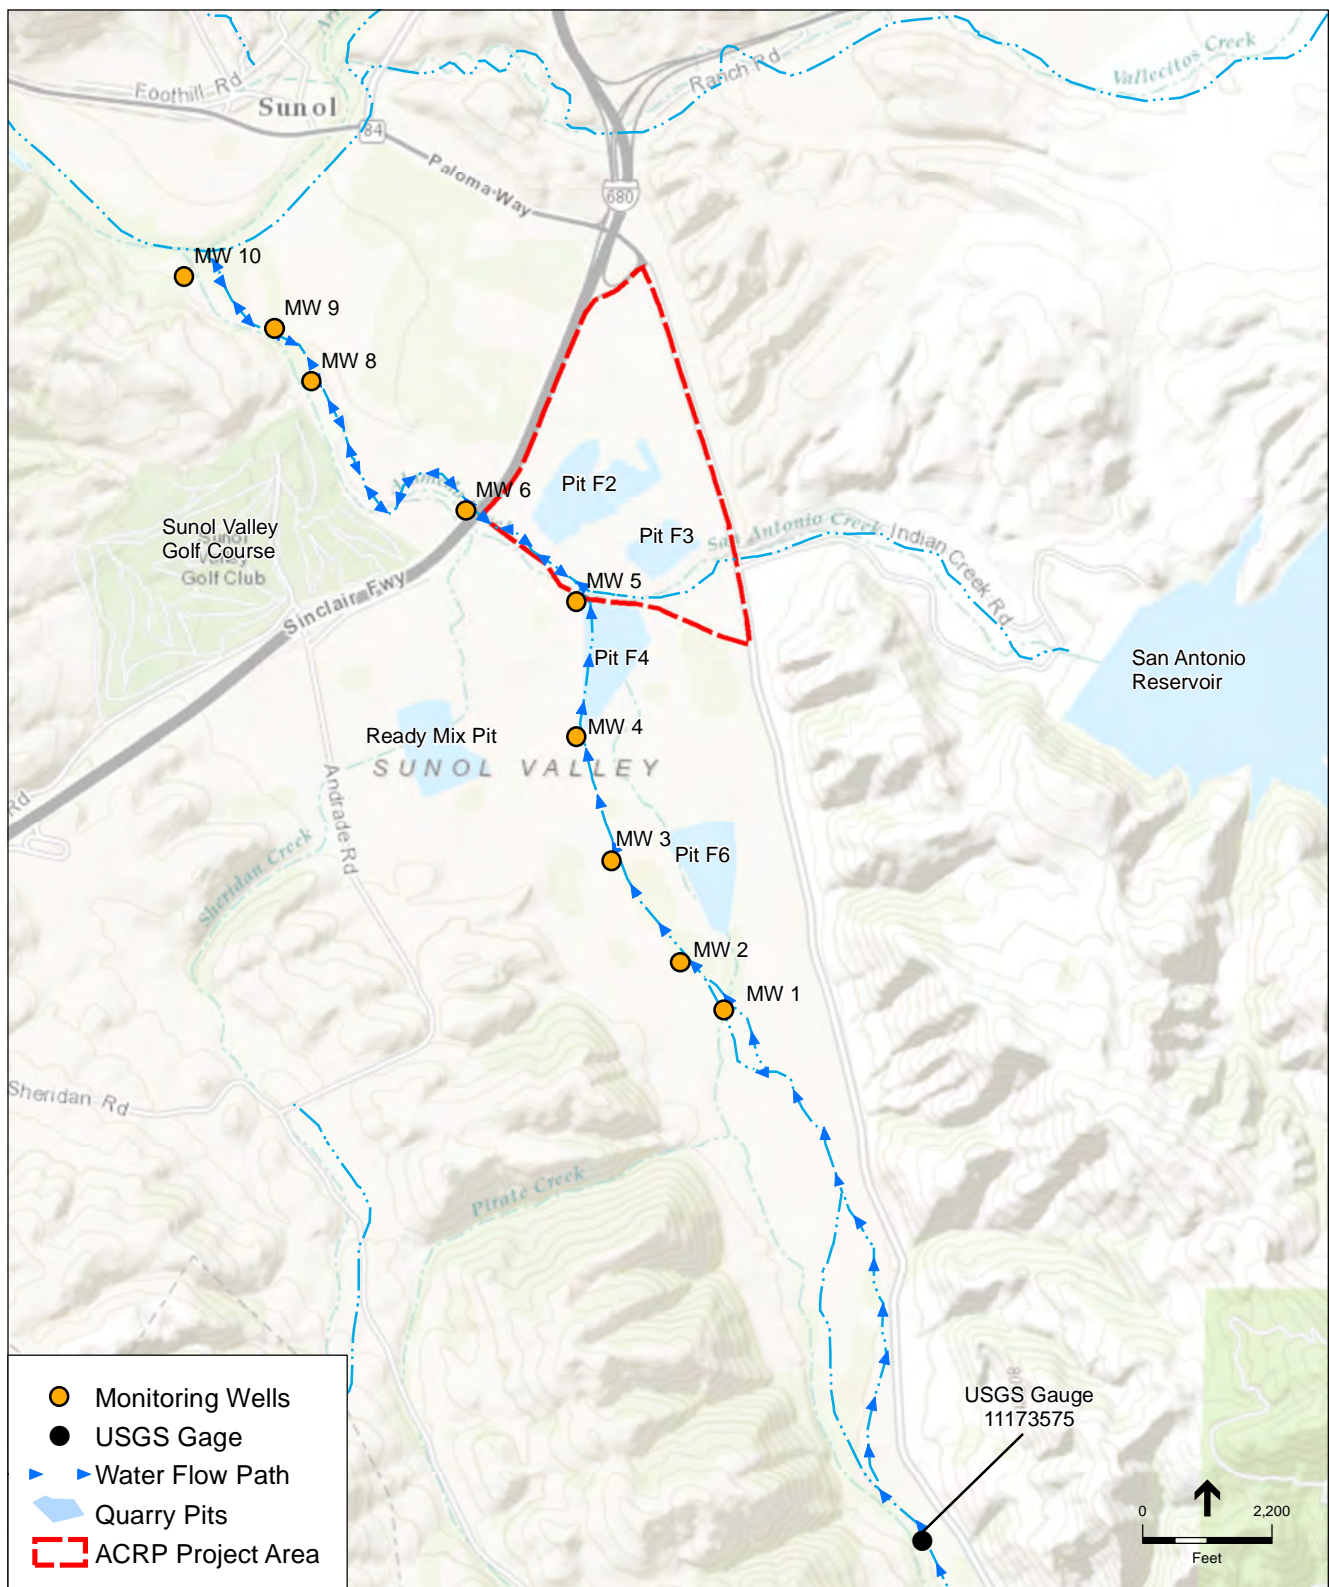 Vallecitos Creek
Ranch Rd
Foothill Rd
Sunol
84
Paloma Way
680
MW 10
MW 9
MW 8
MW 6
Pit F2
Pit F3
San Antonio Creek
Indian Creek Rd
Sunol Valley
Golf Course
Sunol
Valley
Golf Club
Sinclair Fwy
MW 5
Pit F4
San Antonio
Reservoir
MW 4
Ready Mix Pit
SUNOL VALLEY
Rd
Andrade Rd
MW 3
Pit F6
Sheridan Creek
MW 2
MW 1
Sheridan Rd
Pirate Creek
USGS Gauge
11173575
Monitoring Wells
USGS Gage
Water Flow Path
Quarry Pits
ACRP Project Area
0 2,200
Feet